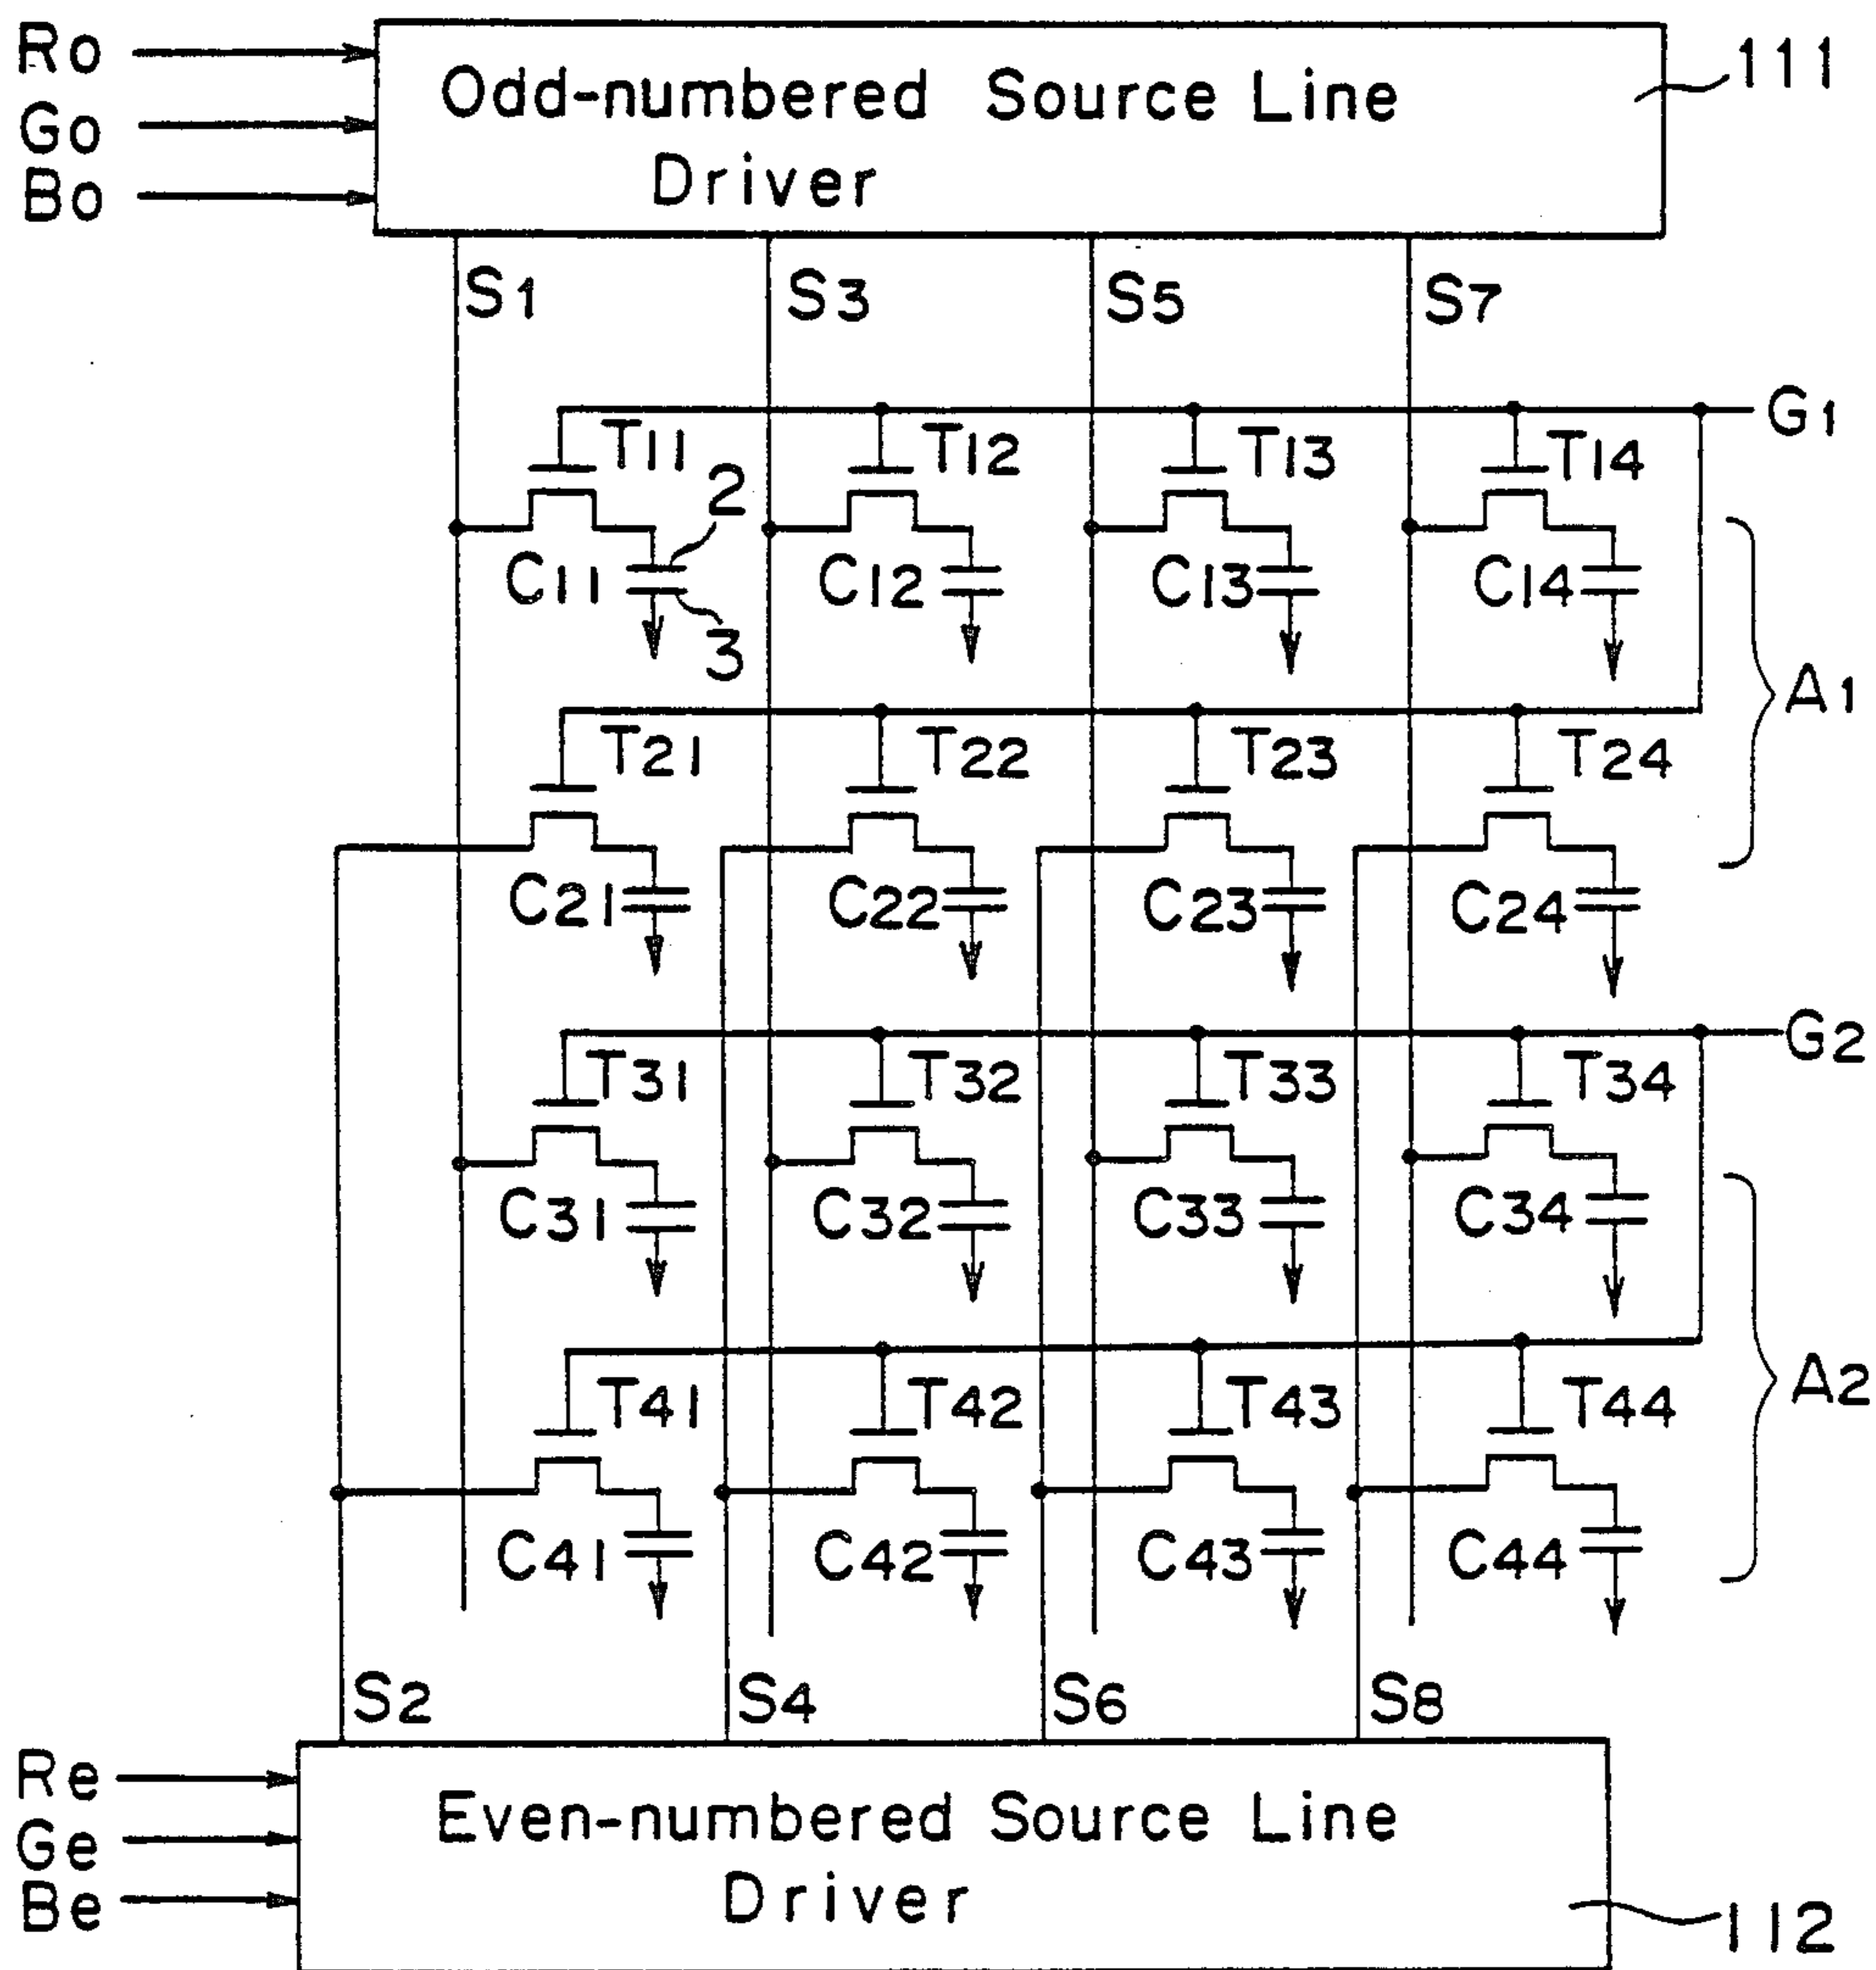 Ro
Go
Bo
Odd-numbered Source Line
Driver
111
S1 S3 S5 S7
G1
T11 T12 T13 T14
2
C11 C12 C13 C14
3
A1
T21 T22 T23 T24
C21 C22 C23 C24
G2
T31 T32 T33 T34
C31 C32 C33 C34
A2
T41 T42 T43 T44
C41 C42 C43 C44
S2 S4 S6 S8
Re
Ge
Be
Even-numbered Source Line
Driver
112